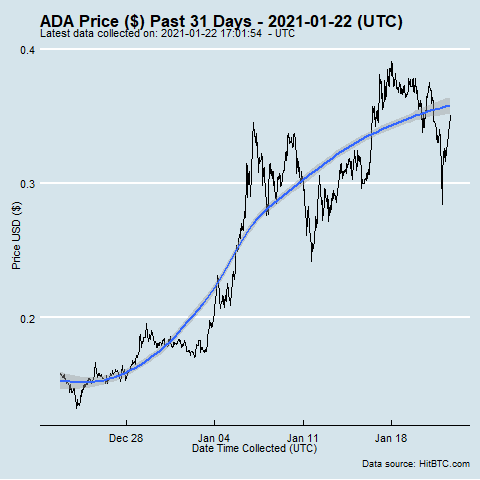 ADA Price ($) Past 31 Days - 2021-01-22 (UTC)
Latest data collected on: 2021-01-22 17:01:54 - UTC
0.4
0.3
0.2
Price USD ($)
Dec 28 Jan 04 Jan 11 Jan 18
Date Time Collected (UTC)
Data source: HitBTC.com